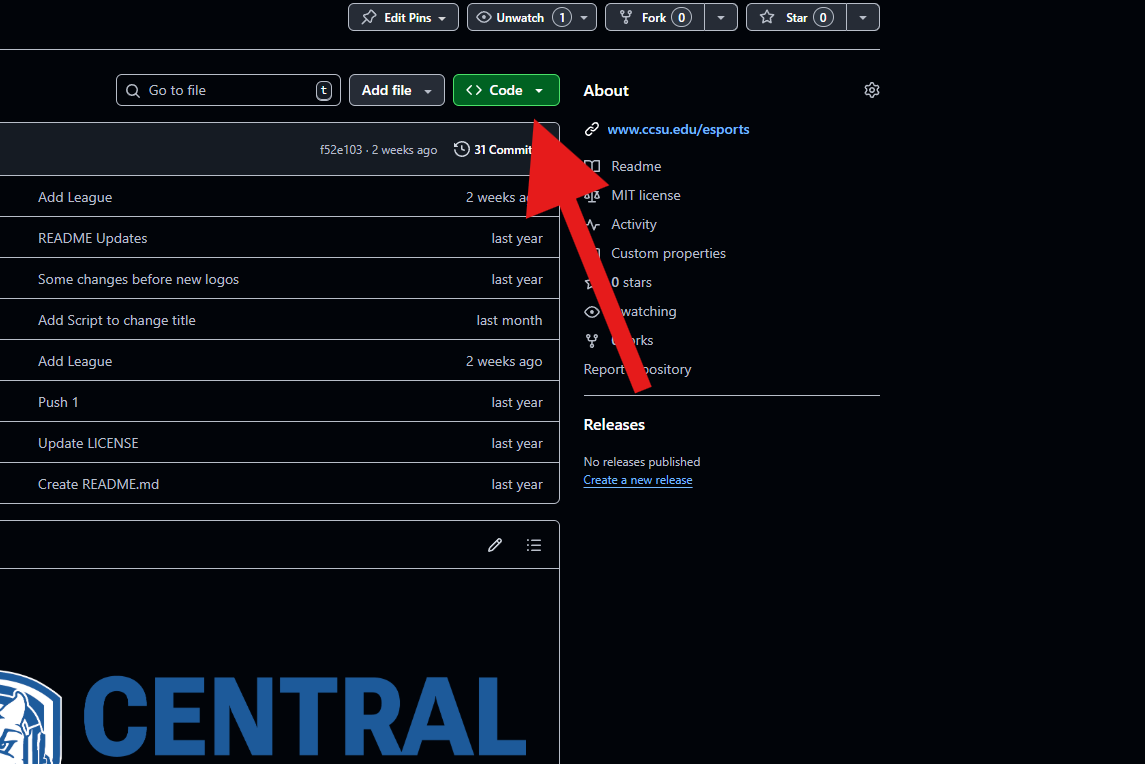 Edit Pins Unwatch 1 Fork 0 Star 0
Go to file t Add file Code
About
www.ccsu.edu/esports
f52e103 · 2 weeks ago 31
Readme
Add League 2 weeks
MIT license
Activity
README Updates last year
Custom properties
Some changes before new logos last year
0 stars
watching
Add Script to change title last month
Add League 2 weeks ago
Report
Push 1 last year
Releases
Update LICENSE last year
No releases published
Create a new release
Create README.md last year
CENTRAL